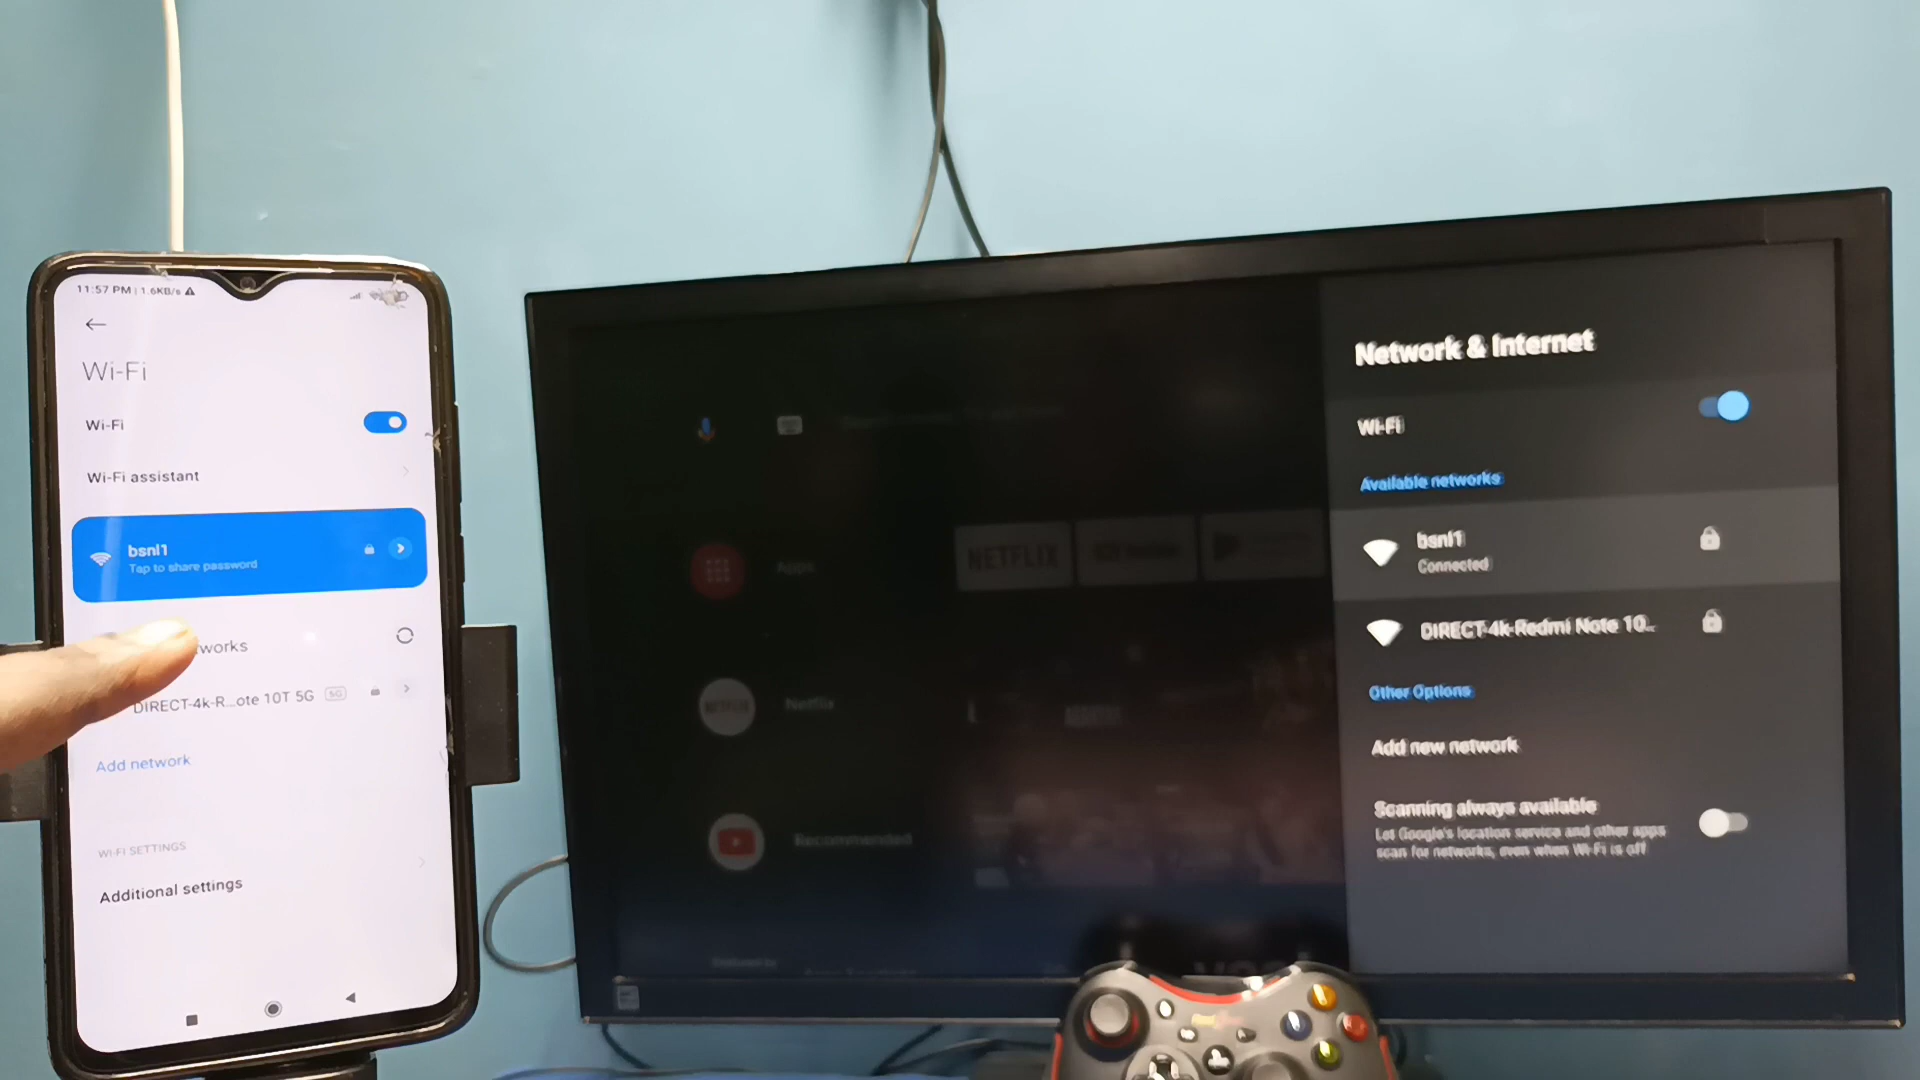 11:57 PM | 1.6KB/s
Wi-Fi
Wi-Fi
Wi-Fi assistant
bsnl1
Tap to share password
works
DIRECT-4k-R...ote 10T 5G 5G
Add network
WI-FI SETTINGS
Additional settings
Apps
NETFLIX
Netflix
Recommended
Network & Internet
Wi-Fi
Available networks
bsnl1
Connected
DIRECT-4k-Redmi Note 10..
Other Options
Add new network
Scanning always available
Let Google's location service and other apps
scan for networks, even when Wi-Fi is off